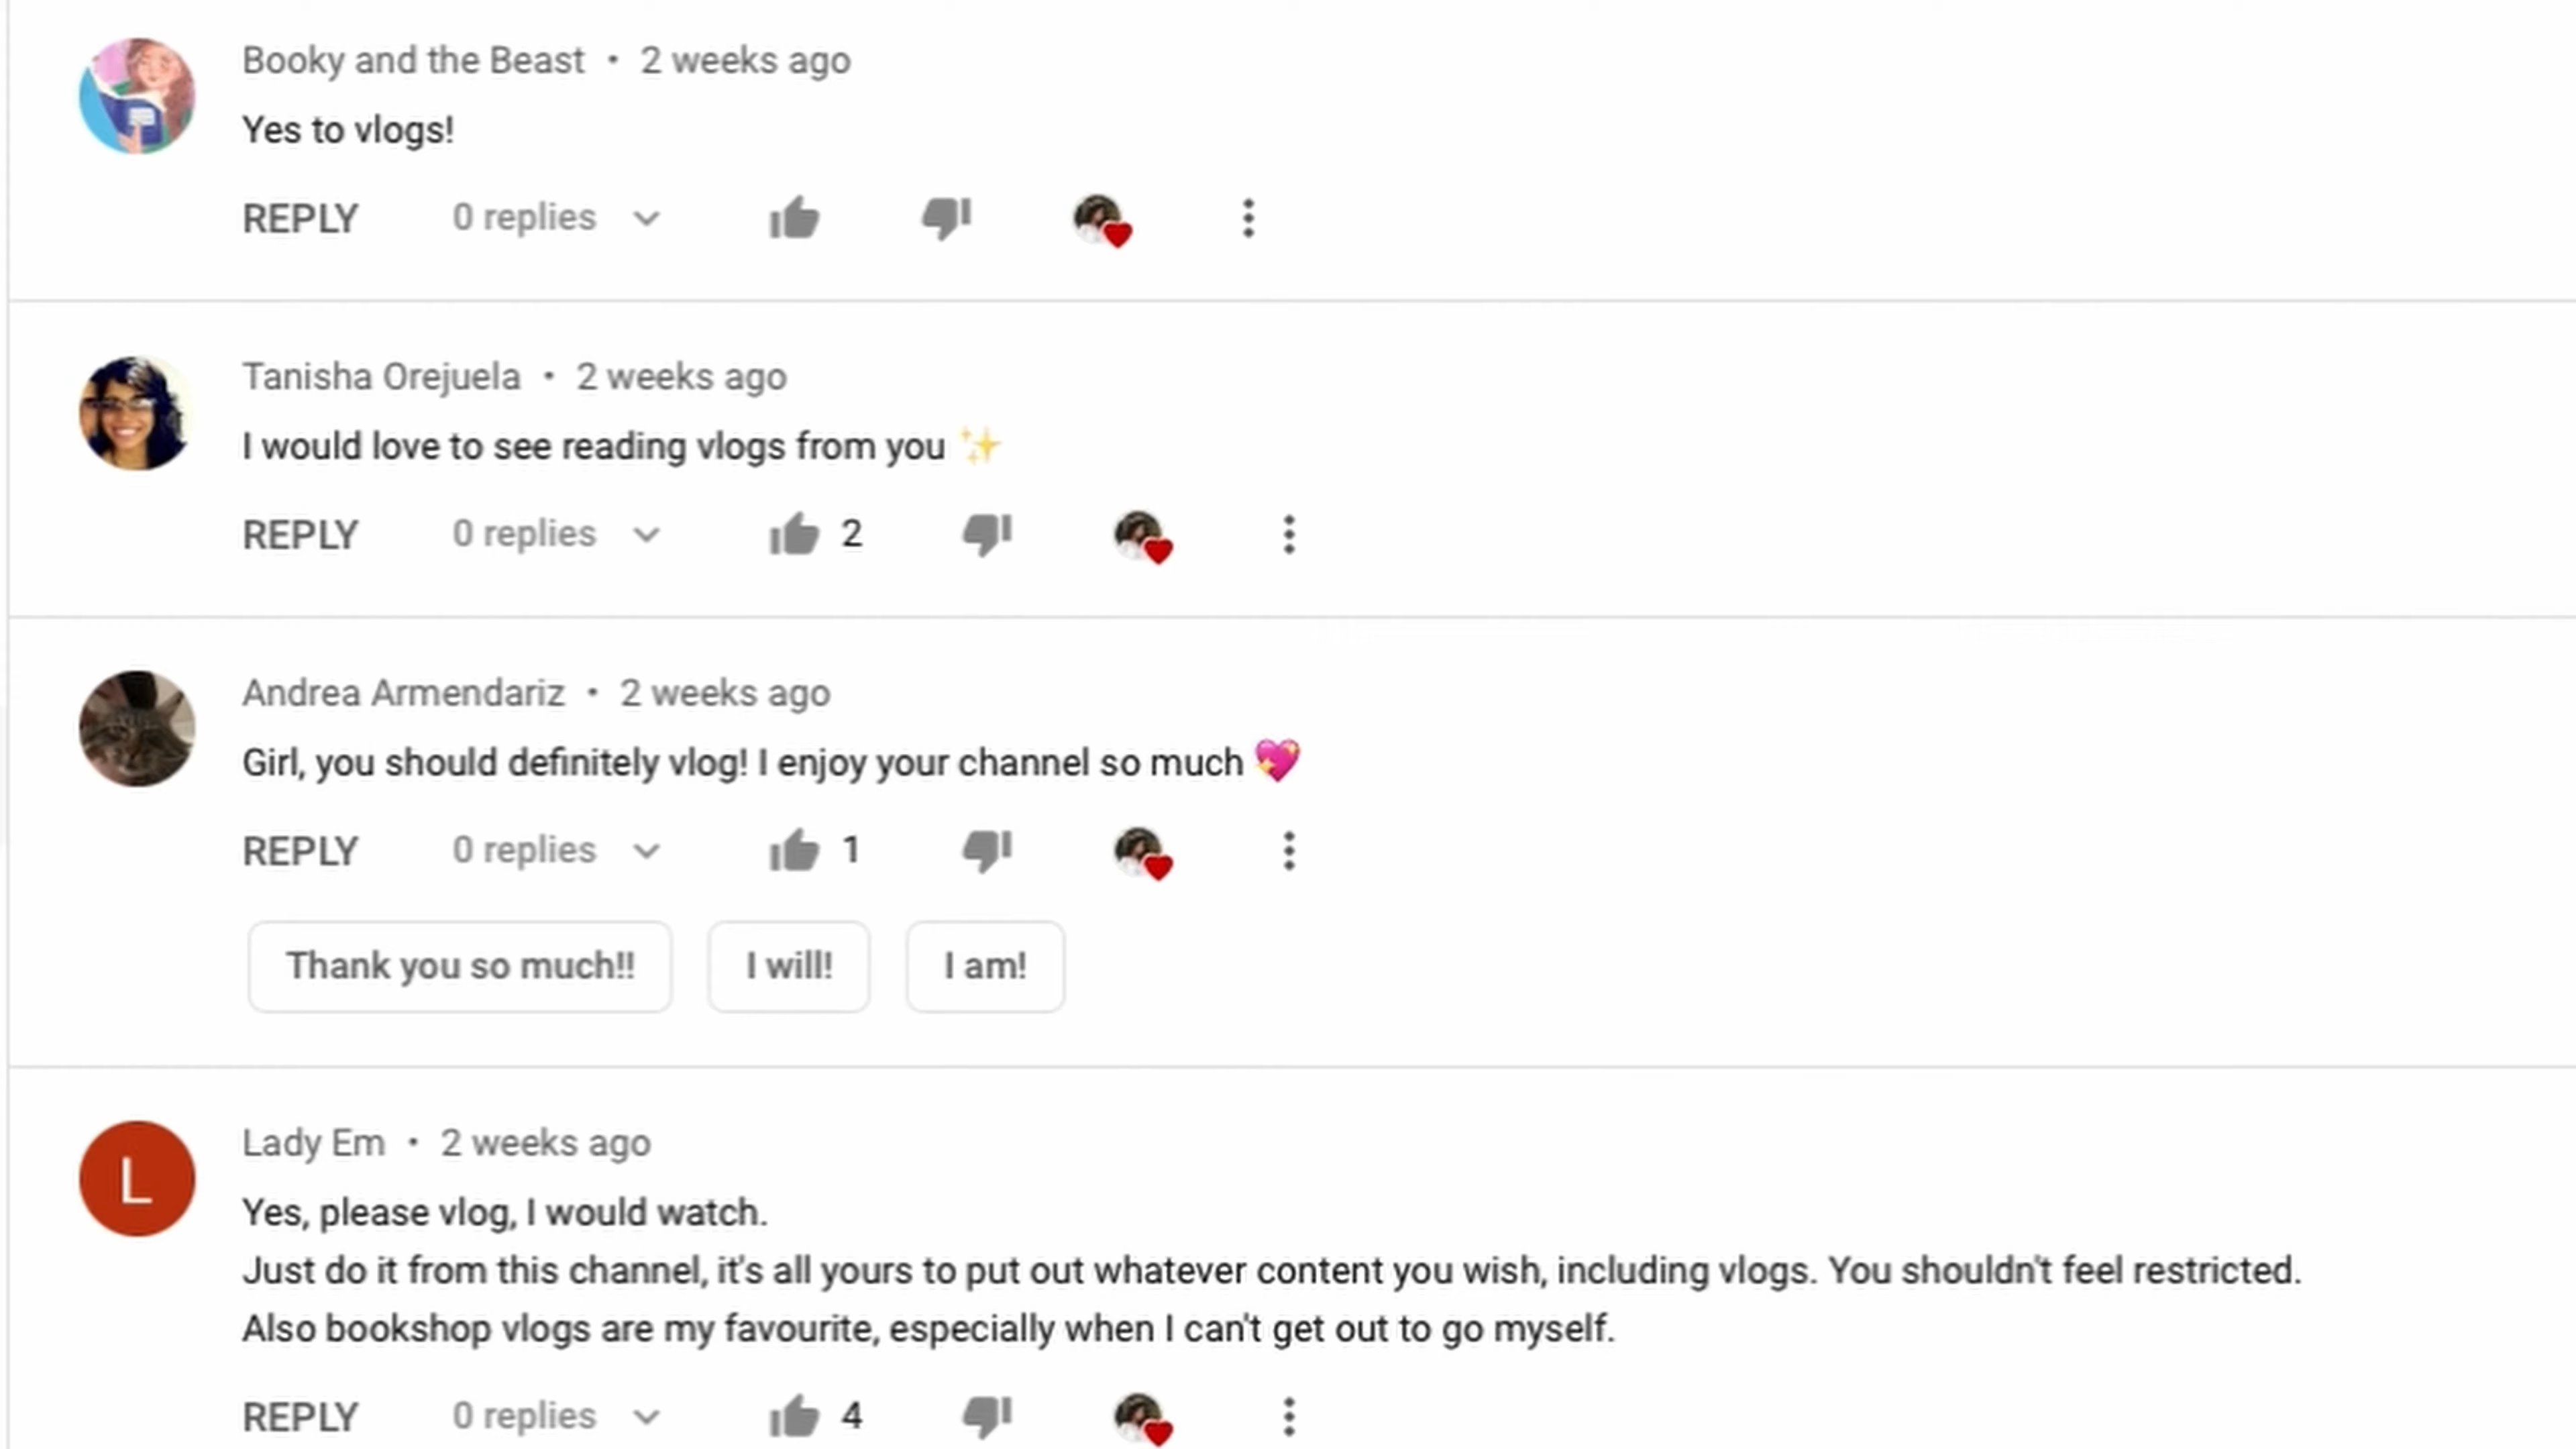 Booky and the Beast • 2 weeks ago
Yes to vlogs!
REPLY 0 replies
Tanisha Orejuela • 2 weeks ago
I would love to see reading vlogs from you ✨
REPLY 0 replies 2
Andrea Armendariz • 2 weeks ago
Girl, you should definitely vlog! I enjoy your channel so much 💖
REPLY 0 replies 1
Thank you so much!! I will! I am!
L
Lady Em • 2 weeks ago
Yes, please vlog, I would watch.
Just do it from this channel, it's all yours to put out whatever content you wish, including vlogs. You shouldn't feel restricted.
Also bookshop vlogs are my favourite, especially when I can't get out to go myself.
REPLY 0 replies 4